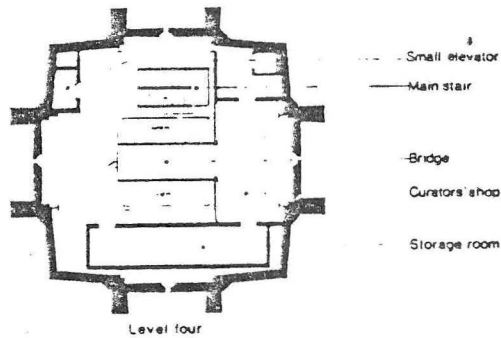 Small elevator
Main stair
Bridge
Curators' shop
Storage room
Level four